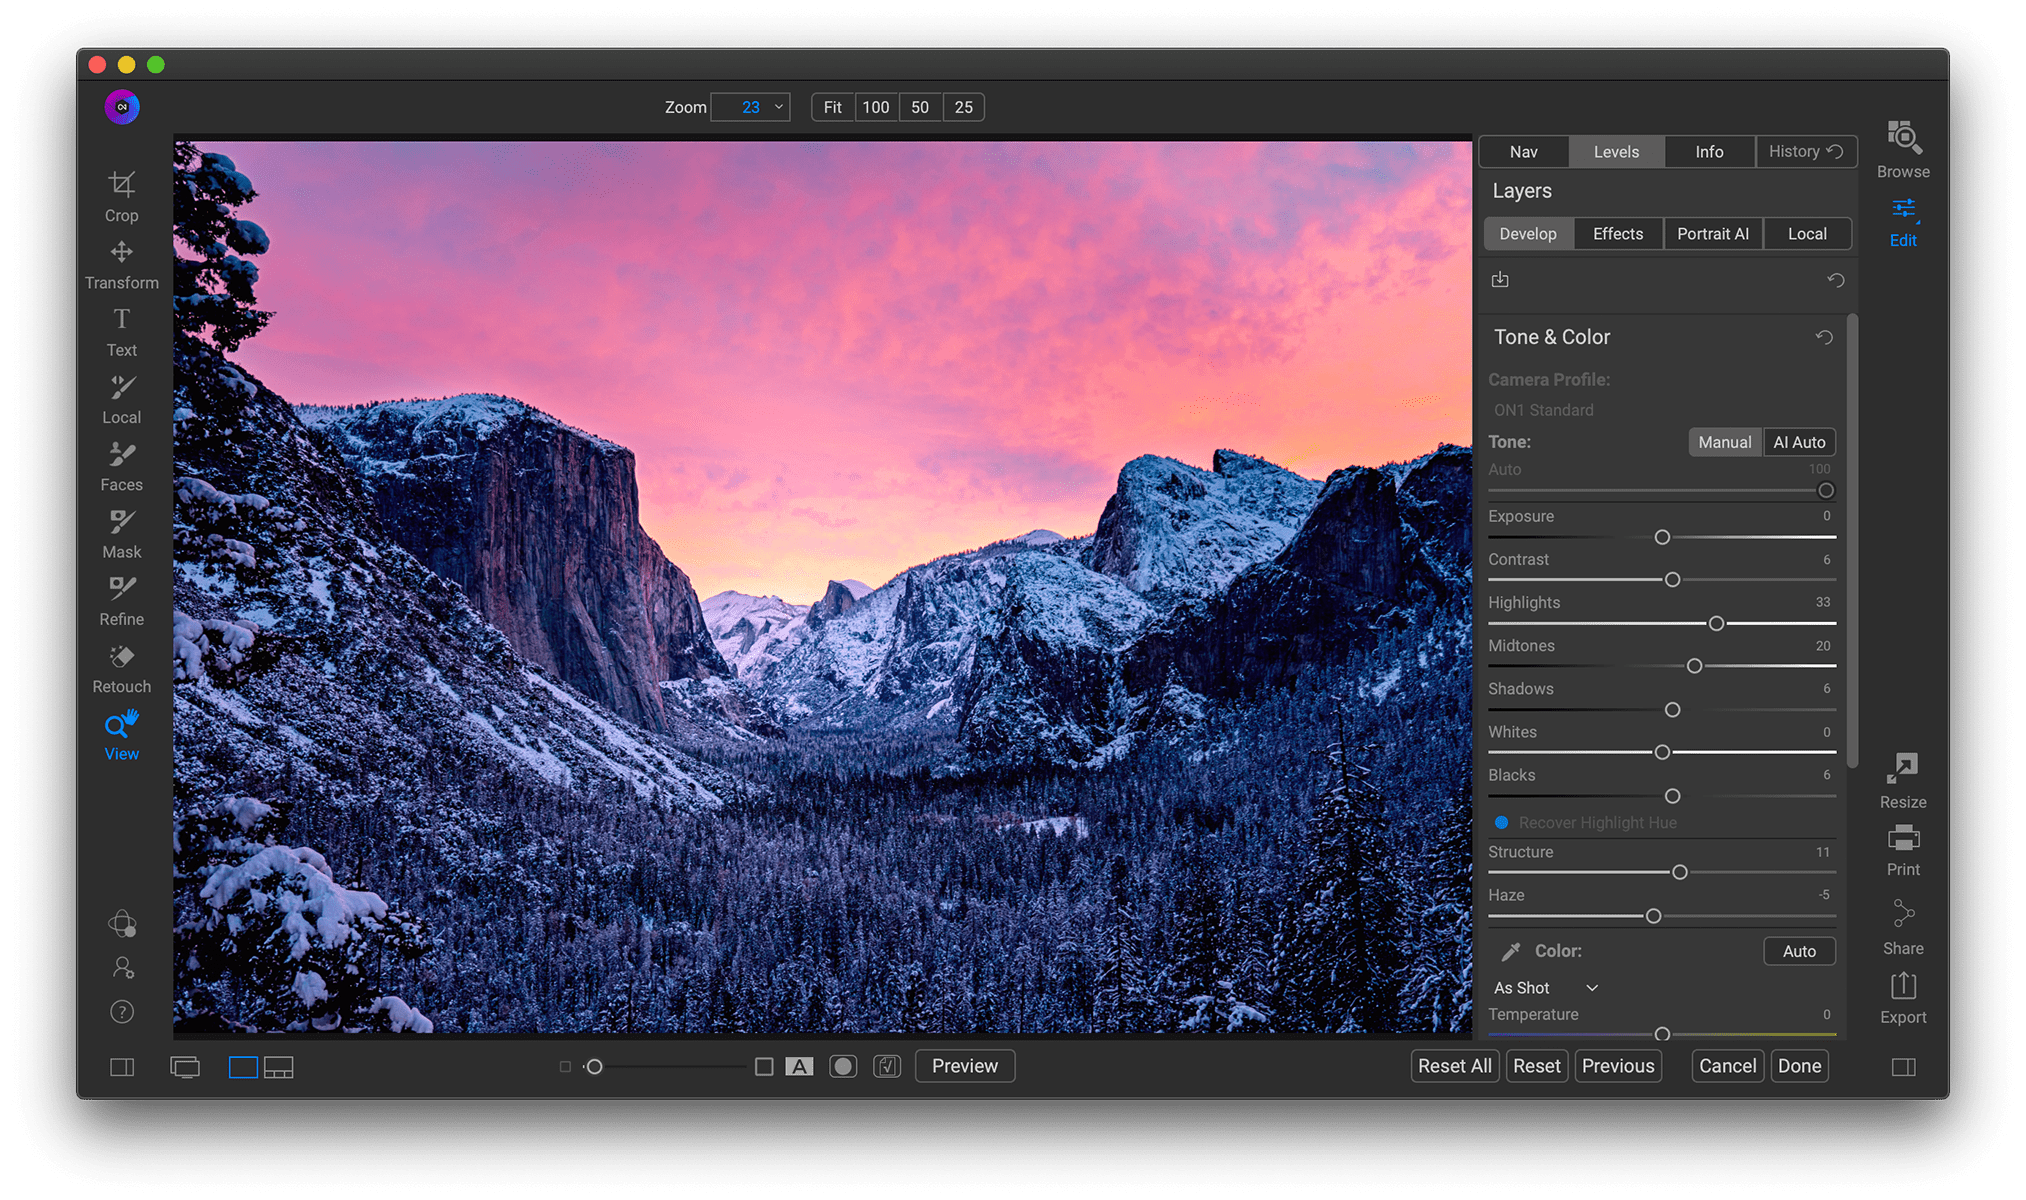 Zoom 23 Fit 100 50 25
Crop
Transform
T
Text
Local
Faces
Mask
Refine
Retouch
View
?
Nav Levels Info History
Layers
Develop Effects Portrait AI Local
Tone & Color
Camera Profile:
ON1 Standard
Tone: Manual AI Auto
Auto 100
Exposure 0
Contrast 6
Highlights 33
Midtones 20
Shadows 6
Whites 0
Blacks 6
Recover Highlight Hue
Structure 11
Haze -5
Color: Auto
As Shot
Temperature 0
Browse
Edit
Resize
Print
Share
Export
A Preview Reset All Reset Previous Cancel Done